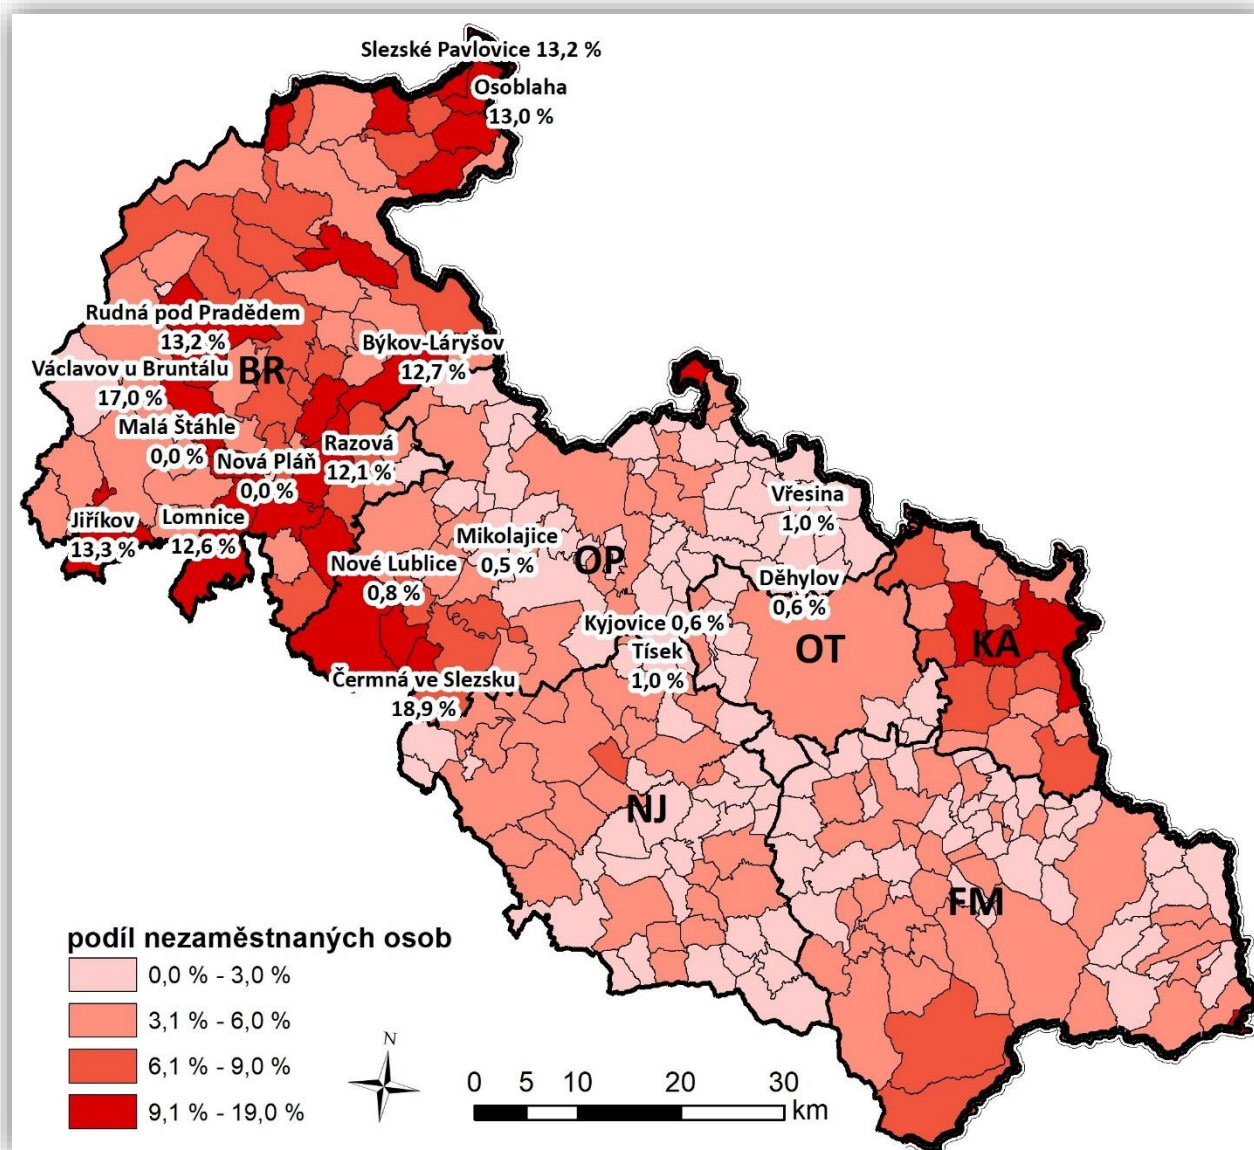 Slezské Pavlovice 13,2 %
Osoblaha
13,0 %
Rudná pod Pradědem
13,2 %
Býkov-Láryšov
12,7 %
BR
Václavov u Bruntálu
17,0 %
Malá Štáhle
0,0 %
Razová
12,1 %
Nová Pláň
0,0 %
Jiříkov
13,3 %
Lomnice
12,6 %
Vřesina
1,0 %
Mikolajice
0,5 %
OP
Nové Lublice
0,8 %
Děhylov
0,6 %
Kyjovice 0,6 %
Tísek
1,0 %
OT
KA
Čermná ve Slezsku
18,9 %
NJ
FM
podíl nezaměstnaných osob
0,0 % - 3,0 %
3,1 % - 6,0 %
6,1 % - 9,0 %
9,1 % - 19,0 %
N
0 5 10 20 30
km